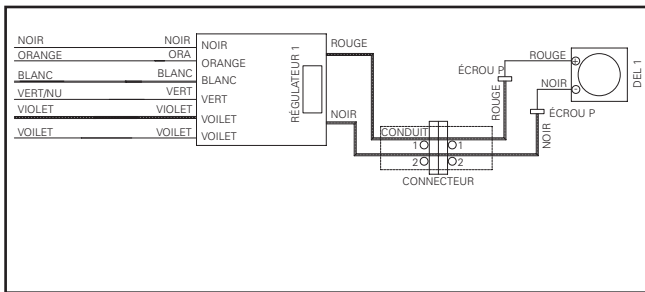 NOIR NOIR NOIR
ORANGE ORA ORANGE
BLANC BLANC BLANC
VERT/NU VERT VERT
VIOLET VIOLET VOILET
VOILET VOILET VOILET
RÉGULATEUR 1
ROUGE
NOIR
CONDUIT
1 1
2 2
CONNECTEUR
ÉCROU P
ROUGE
ROUGE
NOIR
ÉCROU P
NOIR
+
-
DEL 1